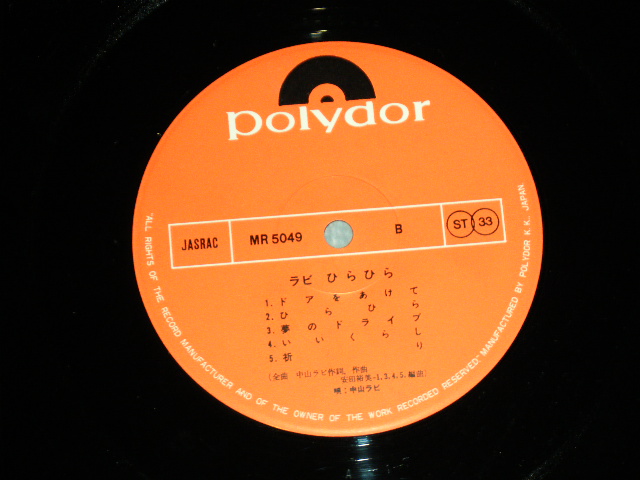 polydor
JASRAC
MR 5049
B
ST 33
ラビ ひらひら
1. ドアをあけて
2. ひらひら
3. 夢のドライブ
4. いいくらし
5. 祈り
(全曲 中山ラビ作詞, 作曲
安田裕美-1.3.4.5. 編曲)
唄：中山ラビ
"ALL RIGHTS OF THE RECORD MANUFACTURER AND OF THE OWNER OF THE WORK RECORDED RESERVED" MANUFACTURED BY POLYDOR K.K., JAPAN